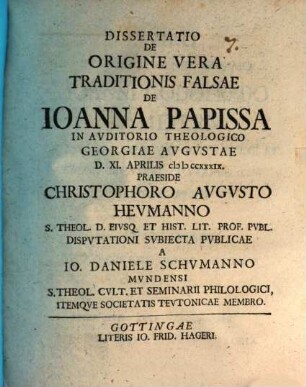 DISSERTATIO
7.
DE
ORIGINE VERA
TRADITIONIS FALSAE
DE
IOANNA PAPISSA
IN AVDITORIO THEOLOGICO
GEORGIAE AVGVSTAE
D. XI. APRILIS cIɔ Iɔ ccxxxix.
PRAESIDE
CHRISTOPHORO AVGVSTO
HEVMANNO
S. THEOL. D. EIVSQ. ET HIST. LIT. PROF. PVBL.
DISPVTATIONI SVBIECTA PVBLICAE
A
IO. DANIELE SCHVMANNO
MVNDENSI
S. THEOL. CVLT. ET SEMINARII PHILOLOGICI,
ITEMQVE SOCIETATIS TEVTONICAE MEMBRO.
GOTTINGAE
LITERIS IO. FRID. HAGERI.